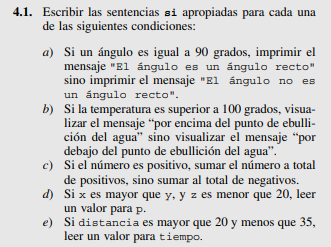 4.1. Escribir las sentencias si apropiadas para cada una
de las siguientes condiciones:
a) Si un ángulo es igual a 90 grados, imprimir el
mensaje "El ángulo es un ángulo recto"
sino imprimir el mensaje "El ángulo no es
un ángulo recto".
b) Si la temperatura es superior a 100 grados, visua-
lizar el mensaje “por encima del punto de ebulli-
ción del agua” sino visualizar el mensaje “por
debajo del punto de ebullición del agua”.
c) Si el número es positivo, sumar el número a total
de positivos, sino sumar al total de negativos.
d) Si x es mayor que y, y z es menor que 20, leer
un valor para p.
e) Si distancia es mayor que 20 y menos que 35,
leer un valor para tiempo.